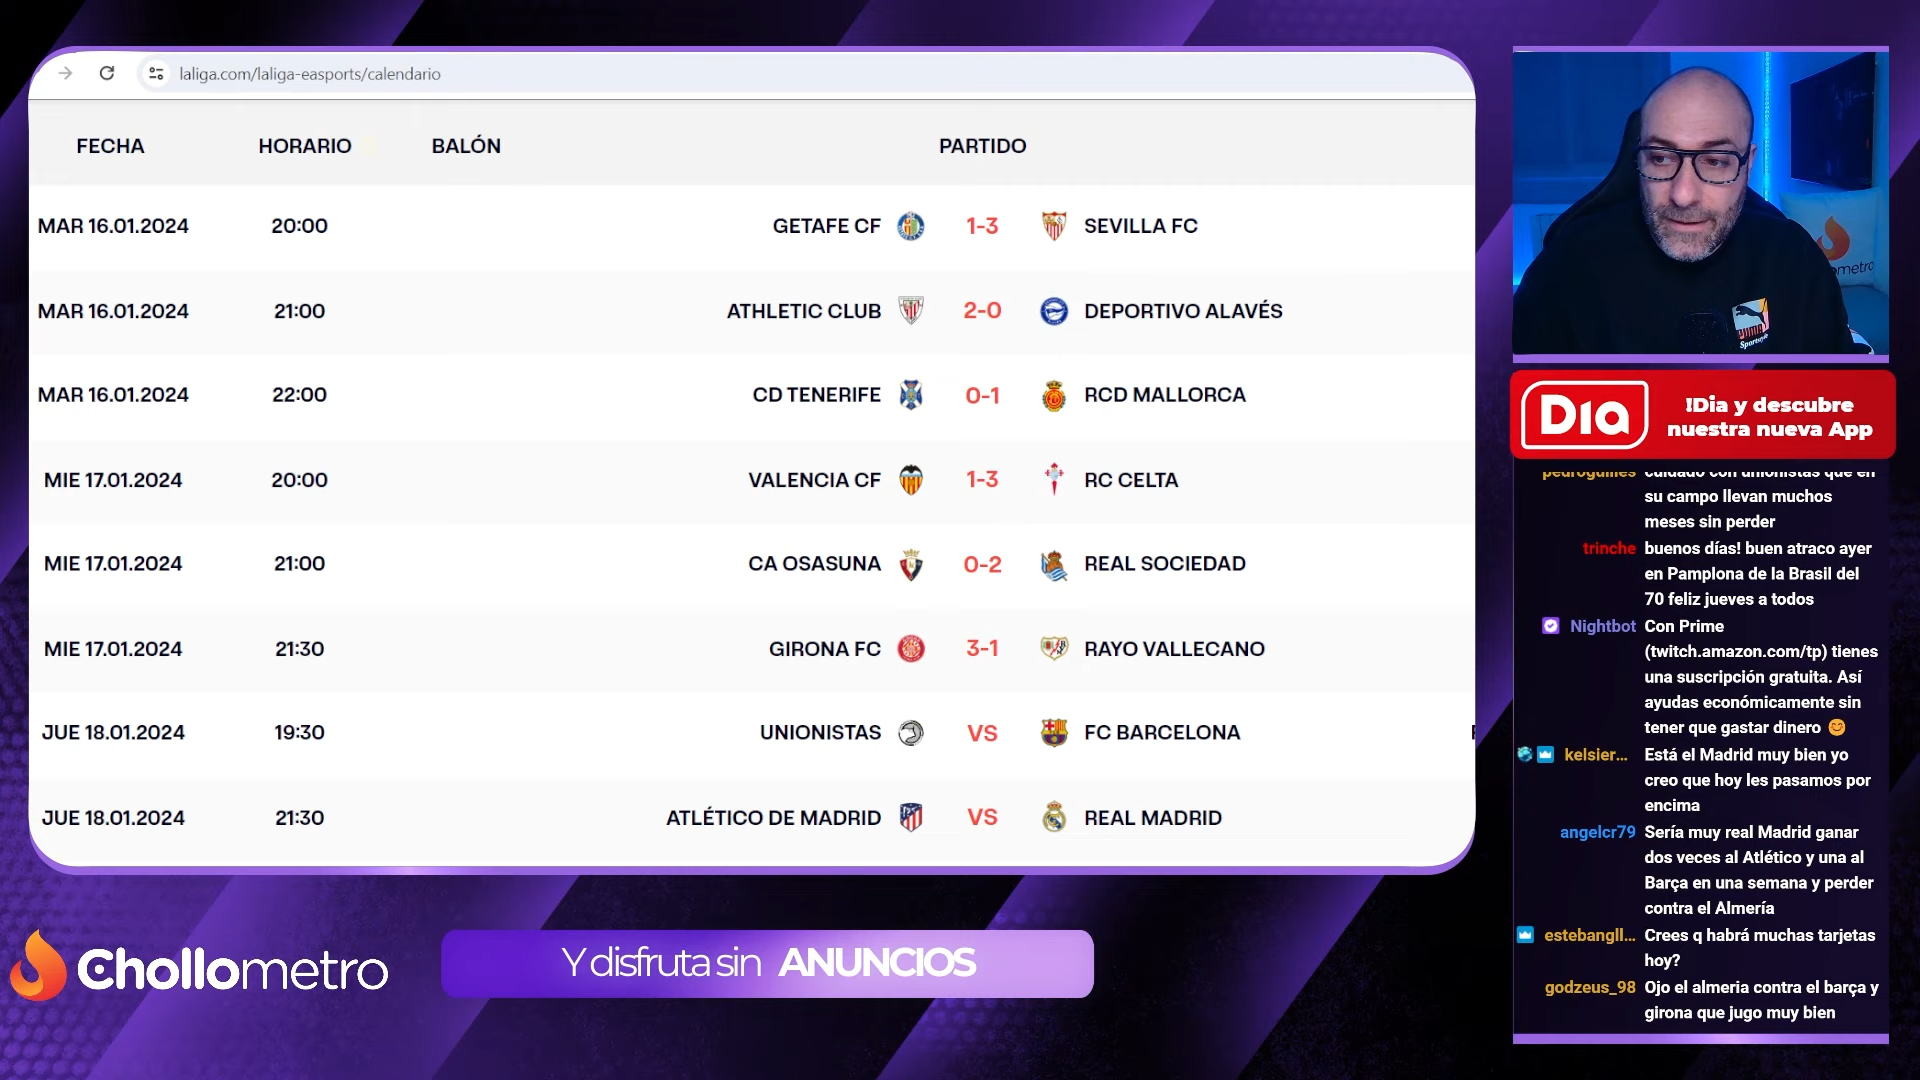 laliga.com/laliga-easports/calendario
FECHA HORARIO BALÓN PARTIDO
MAR 16.01.2024 20:00 GETAFE CF 1-3 SEVILLA FC
MAR 16.01.2024 21:00 ATHLETIC CLUB 2-0 DEPORTIVO ALAVÉS
MAR 16.01.2024 22:00 CD TENERIFE 0-1 RCD MALLORCA
MIE 17.01.2024 20:00 VALENCIA CF 1-3 RC CELTA
MIE 17.01.2024 21:00 CA OSASUNA 0-2 REAL SOCIEDAD
MIE 17.01.2024 21:30 GIRONA FC 3-1 RAYO VALLECANO
JUE 18.01.2024 19:30 UNIONISTAS VS FC BARCELONA
JUE 18.01.2024 21:30 ATLÉTICO DE MADRID VS REAL MADRID
Chollometro
Y disfruta sin ANUNCIOS
ometro
PUMA
Sportstyle
Dia
!Dia y descubre
nuestra nueva App
cuidado con unionistas que en
su campo llevan muchos
meses sin perder
trinche buenos días! buen atraco ayer
en Pamplona de la Brasil del
70 feliz jueves a todos
Nightbot Con Prime
(twitch.amazon.com/tp) tienes
una suscripción gratuita. Así
ayudas económicamente sin
tener que gastar dinero 😊
kelsier... Está el Madrid muy bien yo
creo que hoy les pasamos por
encima
angelcr79 Sería muy real Madrid ganar
dos veces al Atlético y una al
Barça en una semana y perder
contra el Almería
estebangll... Crees q habrá muchas tarjetas
hoy?
godzeus_98 Ojo el almeria contra el barça y
girona que jugo muy bien